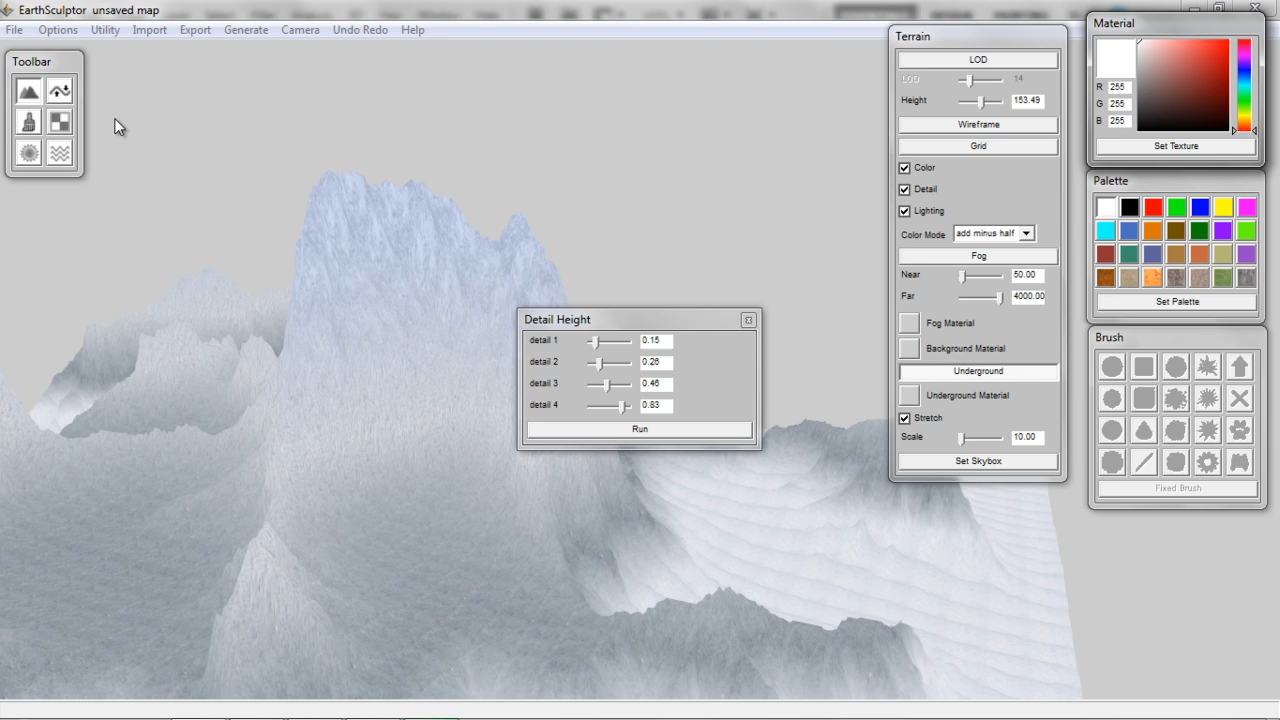 EarthSculptor unsaved map
File Options Utility Import Export Generate Camera Undo Redo Help
Toolbar
Detail Height
detail 1 0.15
detail 2 0.26
detail 3 0.46
detail 4 0.83
Run
Terrain
LOD
LOD 14
Height 153.49
Wireframe
Grid
Color
Detail
Lighting
Color Mode add minus half
Fog
Near 50.00
Far 4000.00
Fog Material
Background Material
Underground
Underground Material
Stretch
Scale 10.00
Set Skybox
Material
R 255
G 255
B 255
Set Texture
Palette
Set Palette
Brush
Fixed Brush